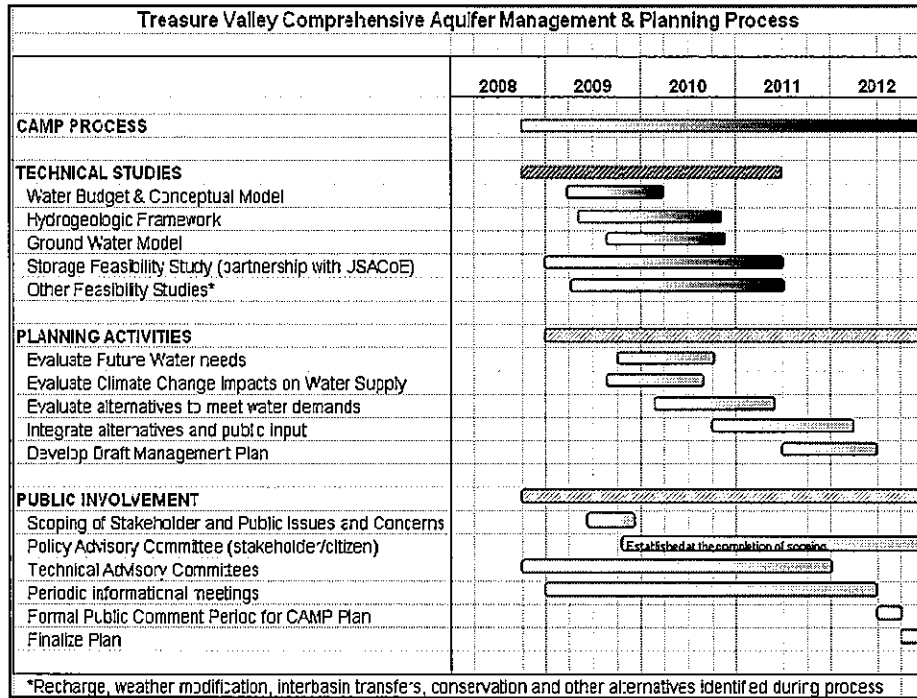 Treasure Valley Comprehensive Aquifer Management & Planning Process
2008 2009 2010 2011 2012
CAMP PROCESS
TECHNICAL STUDIES
Water Budget & Conceptual Model
Hydrogeologic Framework
Ground Water Model
Storage Feasibility Study (partnership with USACoE)
Other Feasibility Studies*
PLANNING ACTIVITIES
Evaluate Future Water needs
Evaluate Climate Change Impacts on Water Supply
Evaluate alternatives to meet water demands
Integrate alternatives and public input
Develop Draft Management Plan
PUBLIC INVOLVEMENT
Scoping of Stakeholder and Public Issues and Concerns
Policy Advisory Committee (stakeholder/citizen)
Established at the completion of scoping
Technical Advisory Committees
Periodic informational meetings
Formal Public Comment Period for CAMP Plan
Finalize Plan
*Recharge, weather modification, interbasin transfers, conservation and other alternatives identified during process